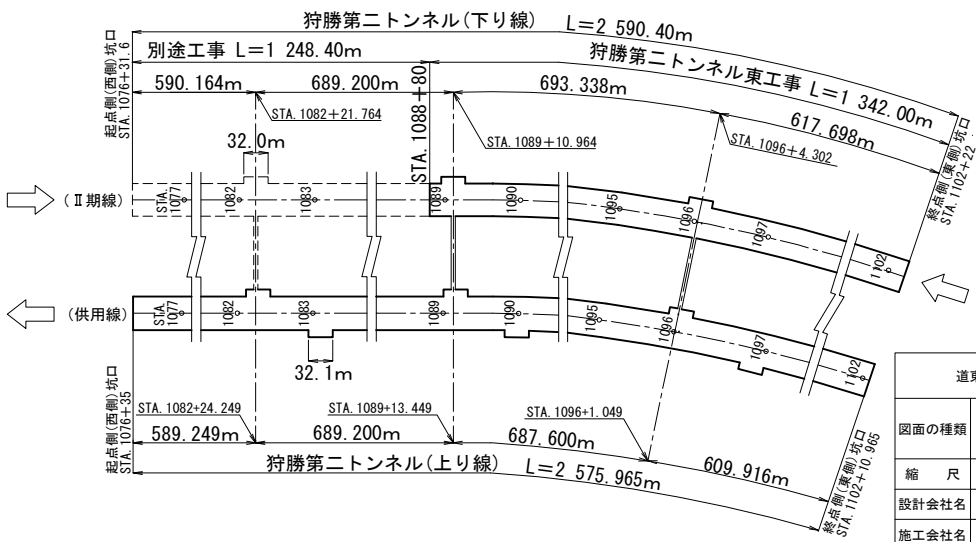 狩勝第二トンネル(下り線) L=2 590.40m
別途工事 L=1 248.40m
狩勝第二トンネル東工事 L=1 342.00m
590.164m
689.200m
693.338m
617.698m
起点側(西側)坑口
STA.1076+31.6
STA.1082+21.764
STA.1088+80
STA.1089+10.964
STA.1096+4.302
終点側(東側)坑口
STA.1102+22
32.0m
(Ⅱ期線)
STA.
1077
1082
1083
1089
1090
1095
1096
1097
1102
(供用線)
STA.
1077
1082
1083
1089
1090
1095
1096
1097
1102
32.1m
起点側(西側)坑口
STA.1076+35
STA.1082+24.249
STA.1089+13.449
STA.1096+1.049
589.249m
689.200m
687.600m
609.916m
狩勝第二トンネル(上り線) L=2 575.965m
終点側(東側)坑口
STA.1102+10.965
道東
図面の種類
縮 尺
設計会社名
施工会社名